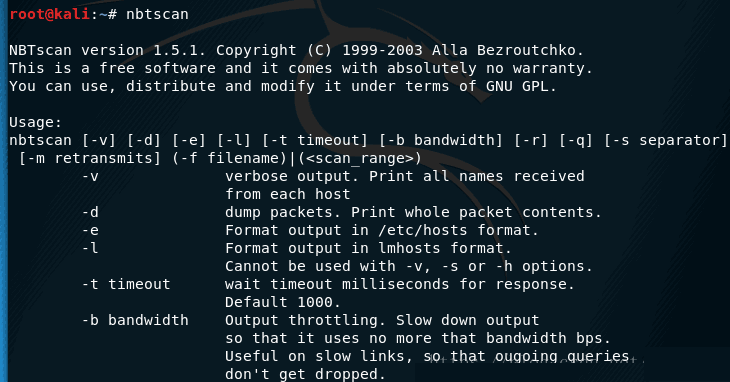 root@kali:~# nbtscan
NBTscan version 1.5.1. Copyright (C) 1999-2003 Alla Bezroutchko.
This is a free software and it comes with absolutely no warranty.
You can use, distribute and modify it under terms of GNU GPL.
Usage:
nbtscan [-v] [-d] [-e] [-l] [-t timeout] [-b bandwidth] [-r] [-q] [-s separator]
[-m retransmits] (-f filename)|(<scan_range>)
-v verbose output. Print all names received
from each host
-d dump packets. Print whole packet contents.
-e Format output in /etc/hosts format.
-l Format output in lmhosts format.
Cannot be used with -v, -s or -h options.
-t timeout wait timeout milliseconds for response.
Default 1000.
-b bandwidth Output throttling. Slow down output
so that it uses no more that bandwidth bps.
Useful on slow links, so that ougoing queries
don't get dropped.